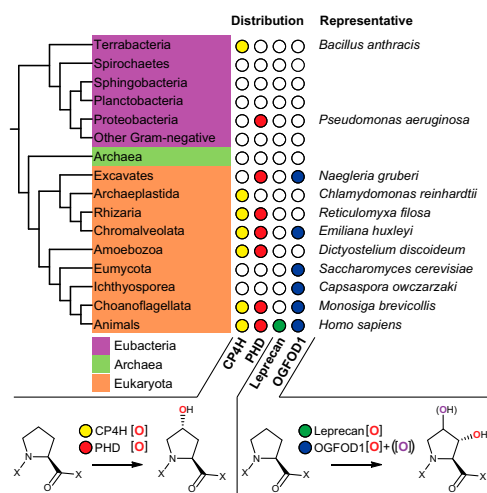 Distribution Representative
Terrabacteria Bacillus anthracis
Spirochaetes
Sphingobacteria
Planctobacteria
Proteobacteria Pseudomonas aeruginosa
Other Gram-negative
Archaea
Excavates Naegleria gruberi
Archaeplastida Chlamydomonas reinhardtii
Rhizaria Reticulomyxa filosa
Chromalveolata Emiliana huxleyi
Amoebozoa Dictyostelium discoideum
Eumycota Saccharomyces cerevisiae
Ichthyosporea Capsaspora owczarzaki
Choanoflagellata Monosiga brevicollis
Animals Homo sapiens
CP4H PHD Leprecan OGFOD1
Eubacteria
Archaea
Eukaryota
N X O X
CP4H [O]
PHD [O]
OH
N X O X
N X O X
Leprecan [O]
OGFOD1 [O]+([O])
(OH) OH
N X O X